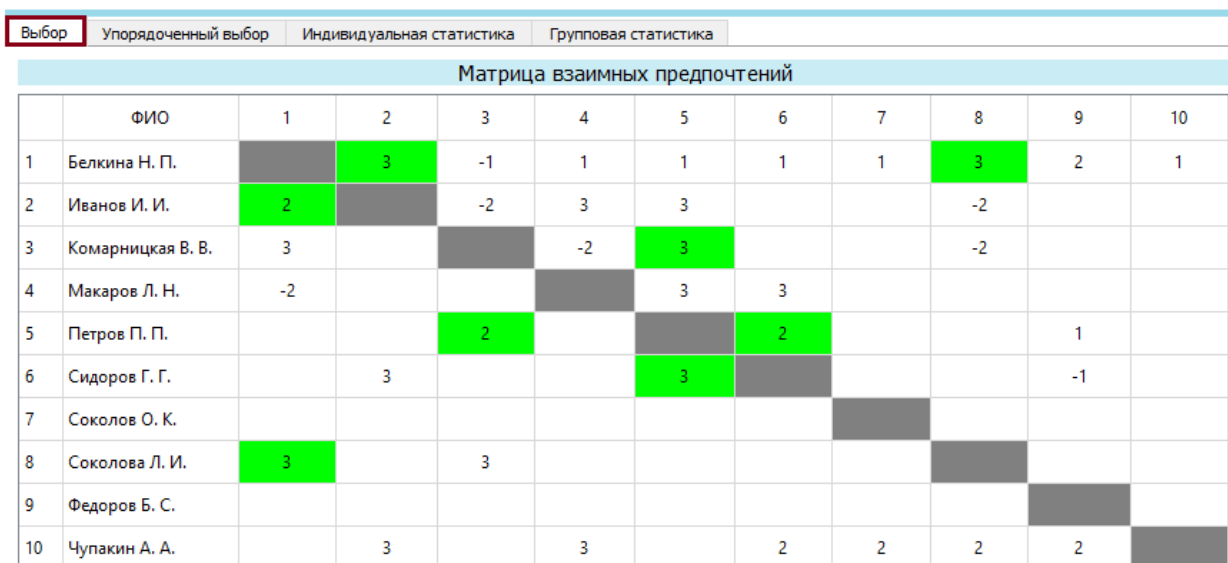 Выбор Упорядоченный выбор Индивидуальная статистика Групповая статистика
Матрица взаимных предпочтений
ФИО 1 2 3 4 5 6 7 8 9 10
1 Белкина Н. П. 3 -1 1 1 1 1 3 2 1
2 Иванов И. И. 2 -2 3 3 -2
3 Комарницкая В. В. 3 -2 3 -2
4 Макаров Л. Н. -2 3 3
5 Петров П. П. 2 2 1
6 Сидоров Г. Г. 3 3 -1
7 Соколов О. К.
8 Соколова Л. И. 3 3
9 Федоров Б. С.
10 Чупакин А. А. 3 3 2 2 2 2